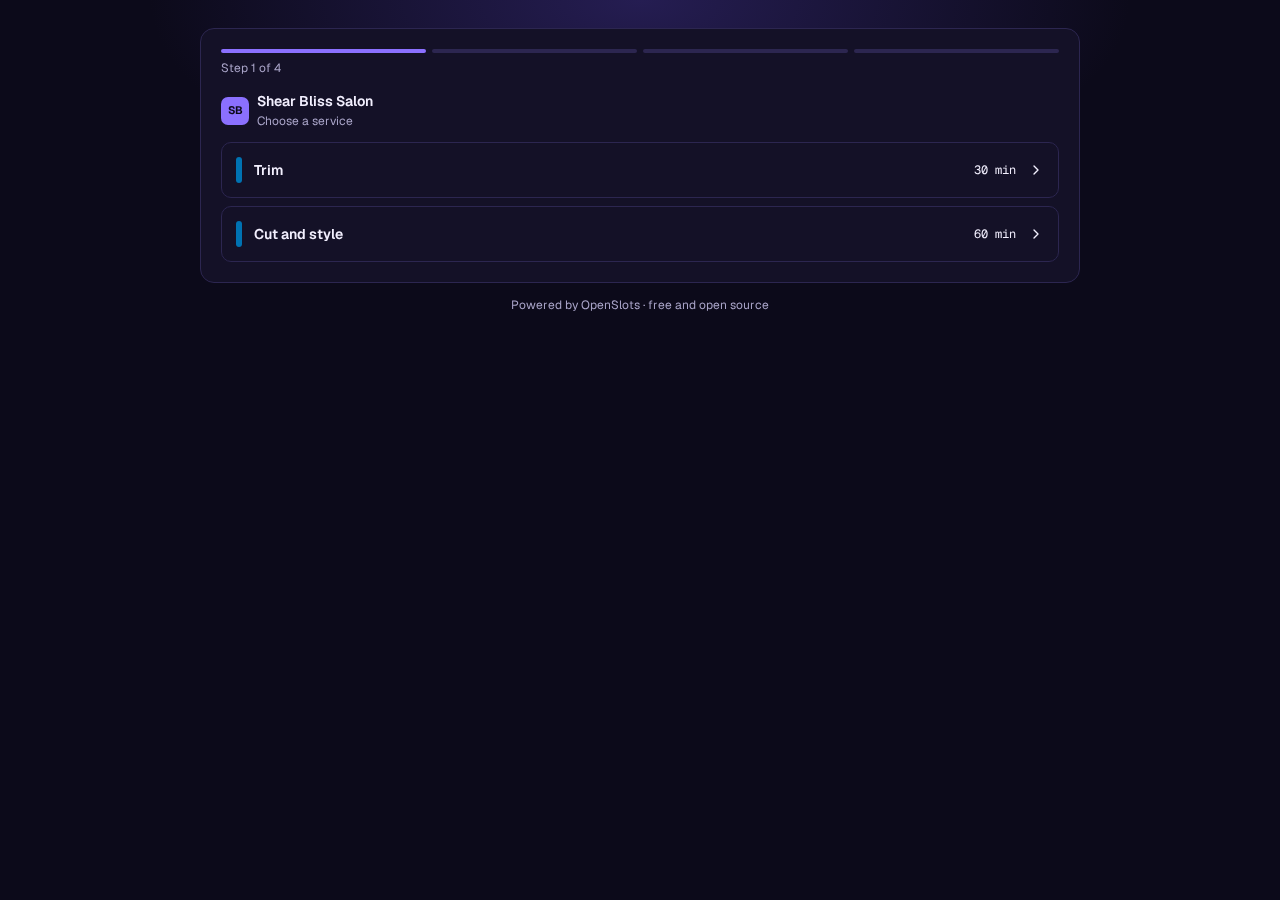 Step 1 of 4
SB
Shear Bliss Salon
Choose a service
Trim
30 min
Cut and style
60 min
Powered by OpenSlots · free and open source